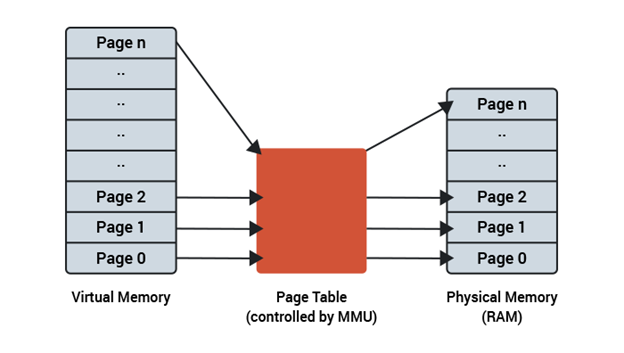 Page n
..
..
..
..
Page 2
Page 1
Page 0
Virtual Memory
Page Table
(controlled by MMU)
Page n
..
..
Page 2
Page 1
Page 0
Physical Memory
(RAM)